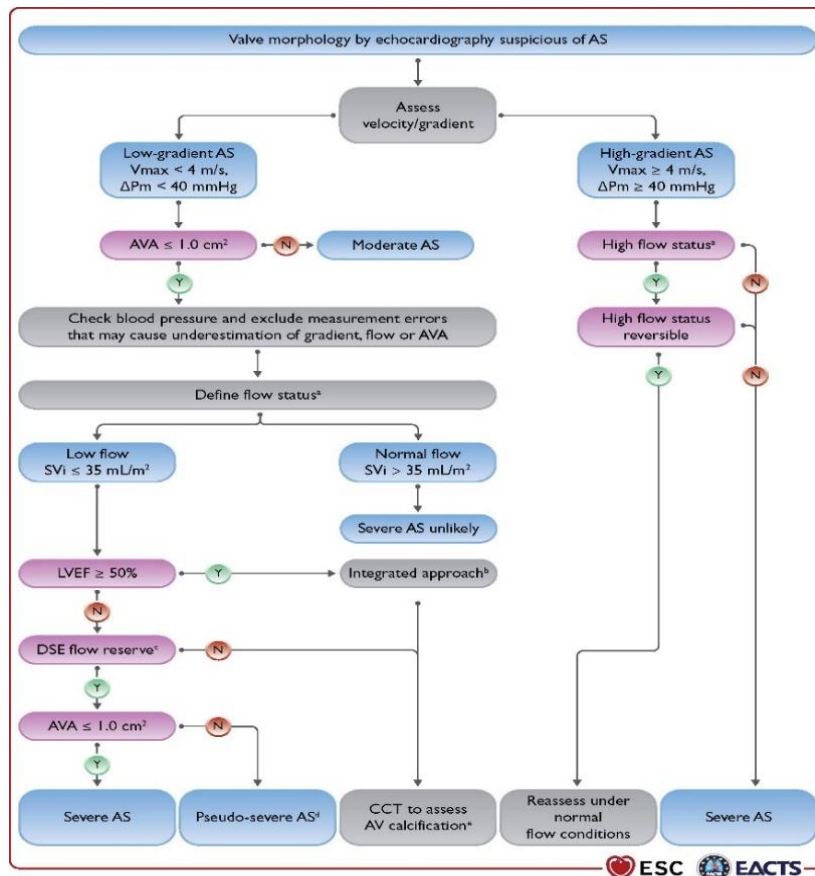 Valve morphology by echocardiography suspicious of AS
Assess
velocity/gradient
Low-gradient AS
Vmax < 4 m/s,
ΔPm < 40 mmHg
High-gradient AS
Vmax ≥ 4 m/s,
ΔPm ≥ 40 mmHg
AVA ≤ 1.0 cm²
N
Moderate AS
High flow statusᵃ
Y
Y
N
Check blood pressure and exclude measurement errors
that may cause underestimation of gradient, flow or AVA
High flow status
reversible
Y
N
Define flow statusᵃ
Low flow
SVi ≤ 35 mL/m²
Normal flow
SVi > 35 mL/m²
Severe AS unlikely
LVEF ≥ 50%
Y
Integrated approachᵇ
N
DSE flow reserveᶜ
N
Y
AVA ≤ 1.0 cm²
N
Y
Severe AS
Pseudo-severe ASᵈ
CCT to assess
AV calcificationᵉ
Reassess under
normal
flow conditions
Severe AS
ESC
EACTS